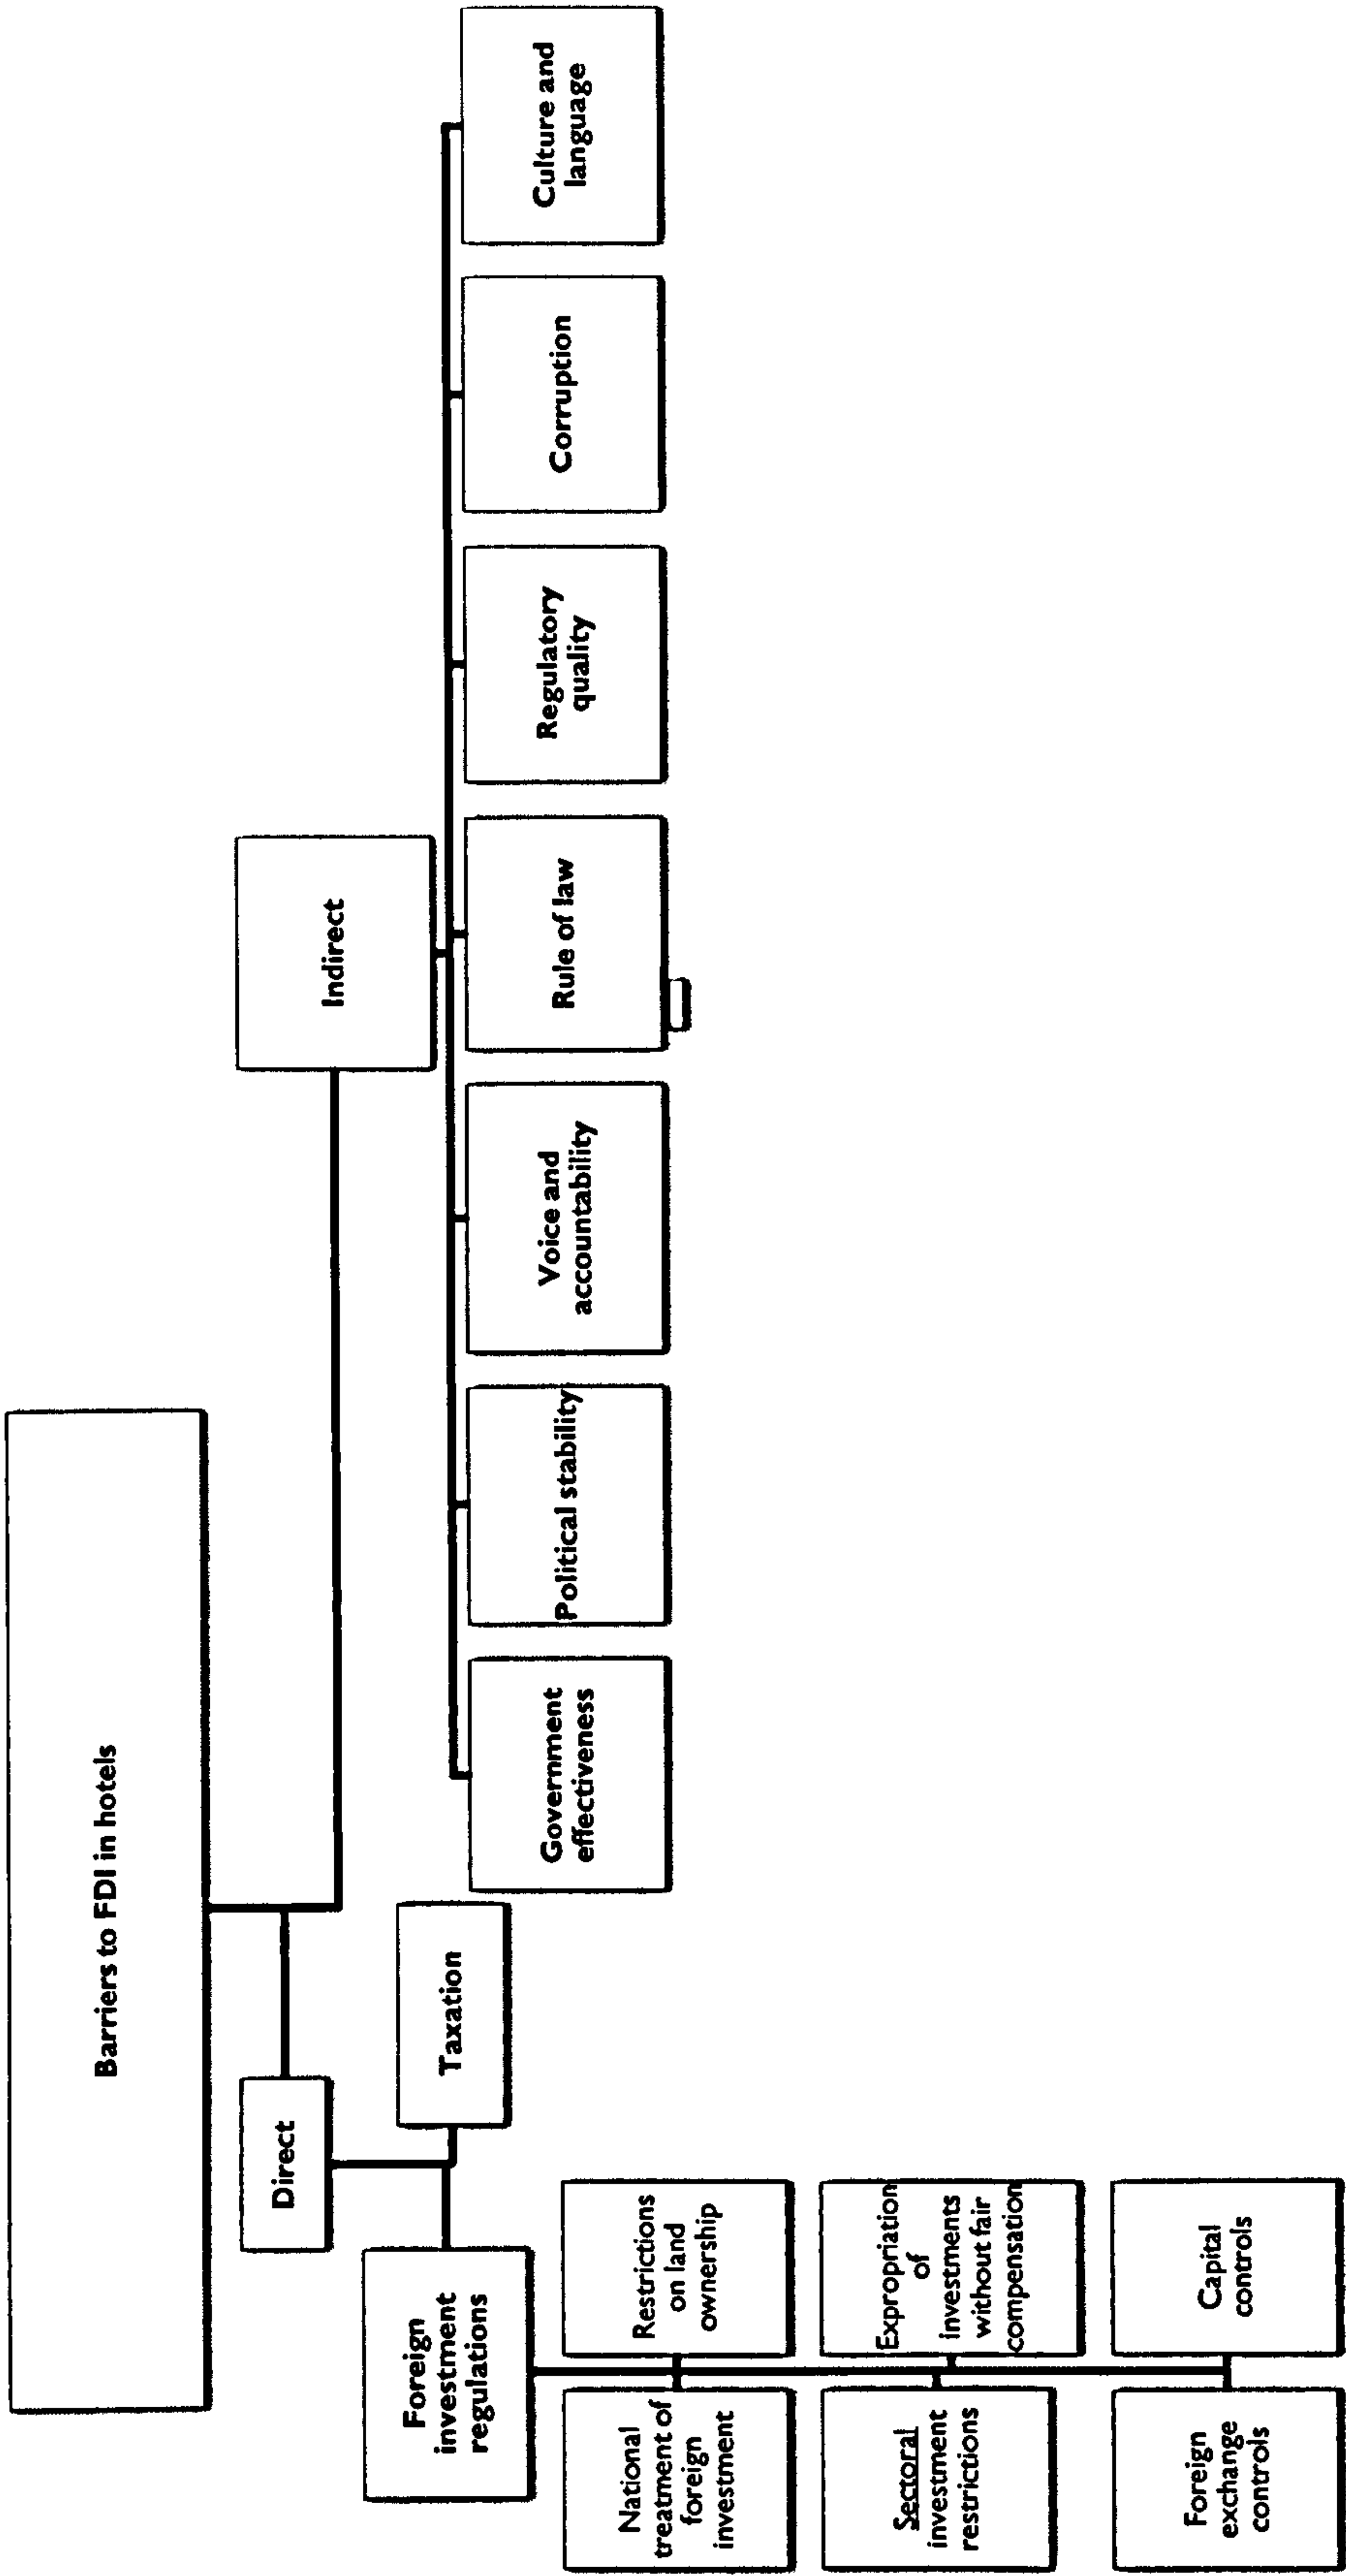 Barriers to FDI in hotels
Direct
Indirect
Foreign
investment
regulations
Taxation
Government
effectiveness
Political stability
Voice and
accountability
Rule of law
Regulatory
quality
Corruption
Culture and
language
National
treatment of
foreign
investment
Restrictions
on land
ownership
Sectoral
investment
restrictions
Expropriation
of
investments
without fair
compensation
Foreign
exchange
controls
Capital
controls